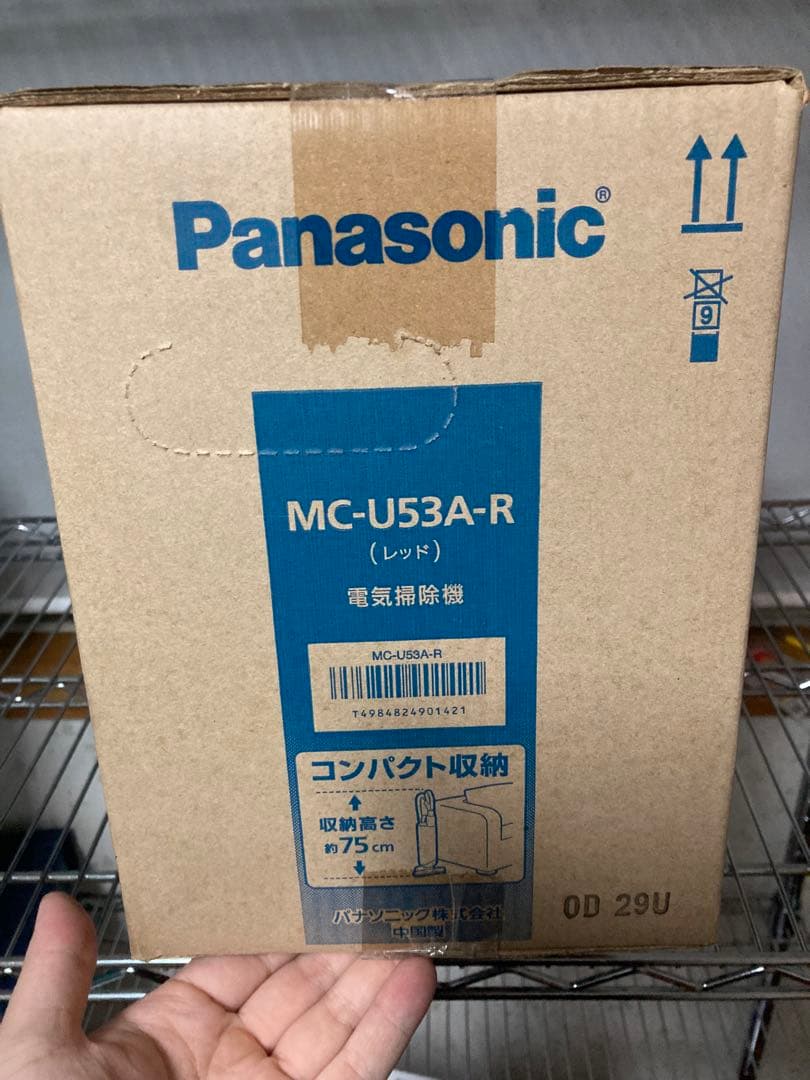 Panasonic®
9
MC-U53A-R
(レッド)
電気掃除機
MC-U53A-R
T4984824901421
コンパクト収納
収納高さ
約75cm
パナソニック株式会社
中国製
0D 29U